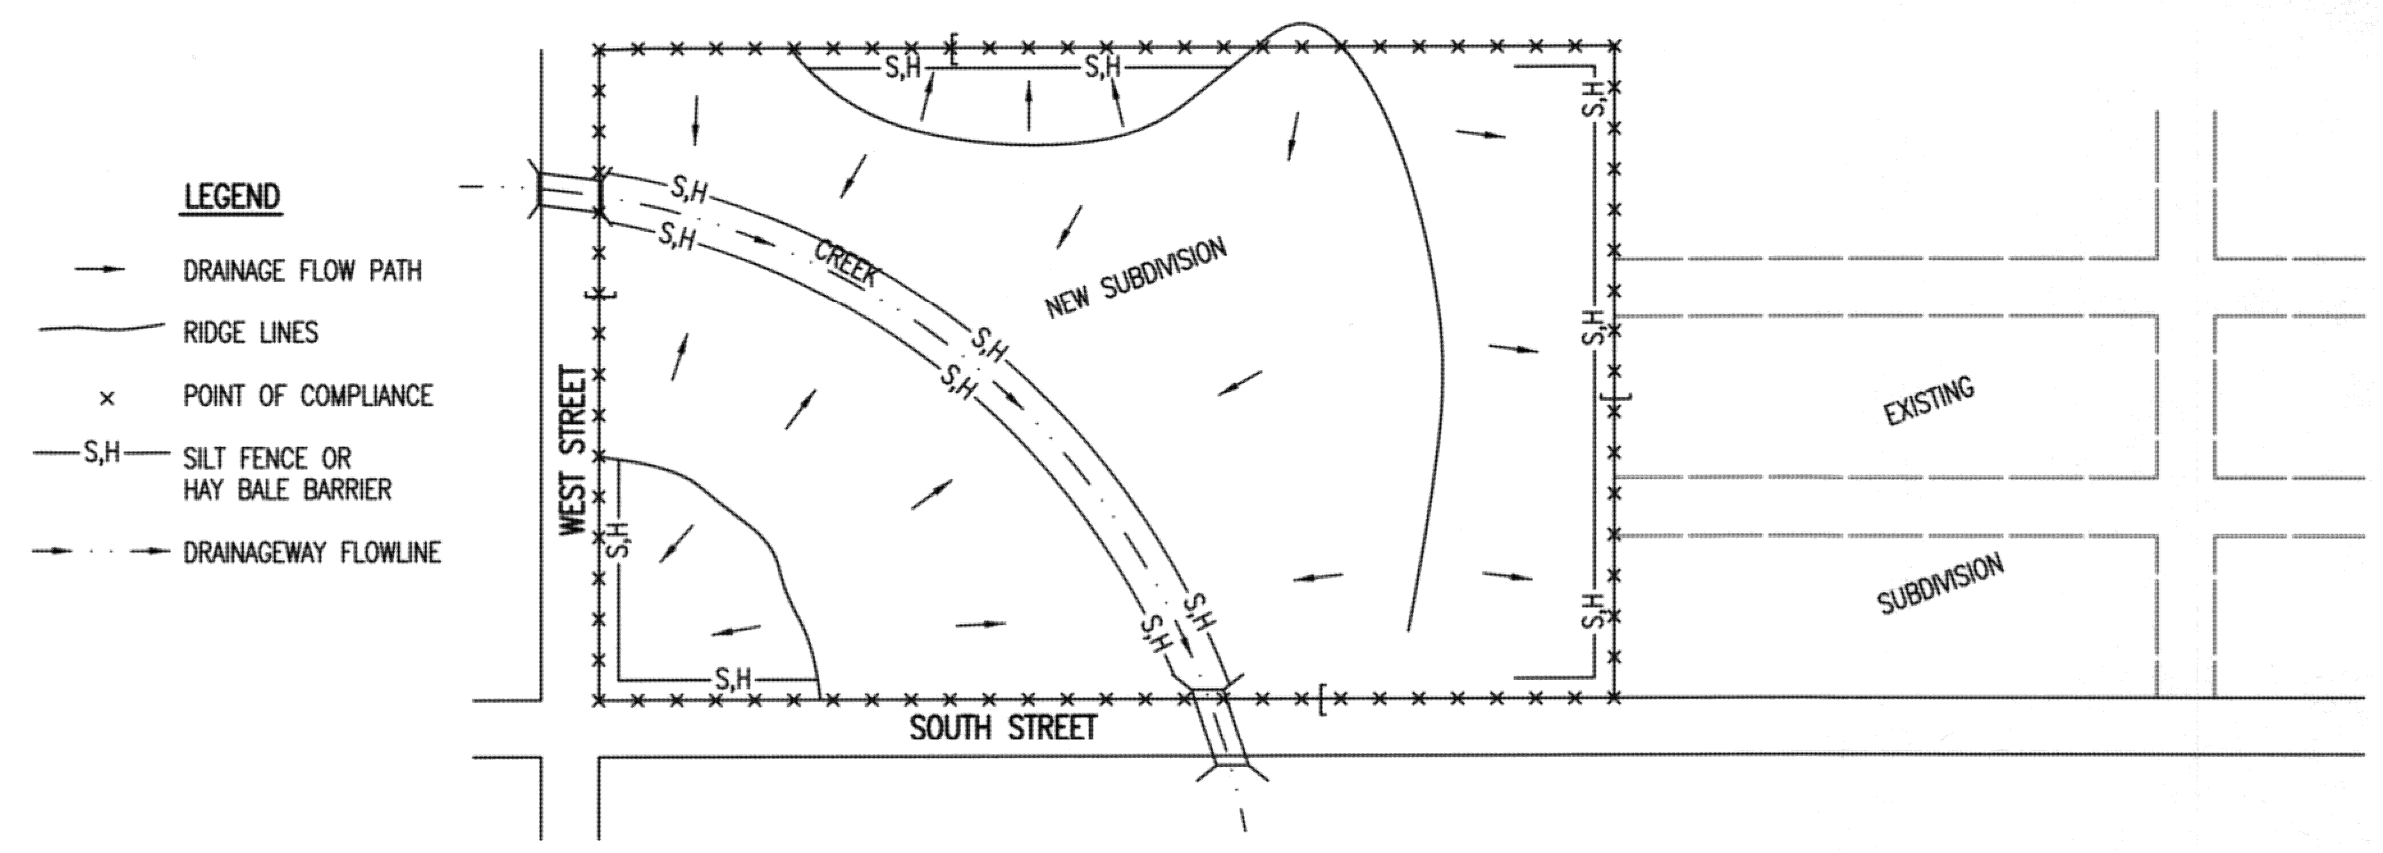 LEGEND
DRAINAGE FLOW PATH
RIDGE LINES
POINT OF COMPLIANCE
S,H
SILT FENCE OR
HAY BALE BARRIER
DRAINAGEWAY FLOWLINE
S,H
S,H
S,H
S,H
S,H
CREEK
NEW SUBDIVISION
S,H
S,H
S,H
WEST STREET
EXISTING
S,H
S,H
S,H
S,H
SUBDIVISION
S,H
SOUTH STREET